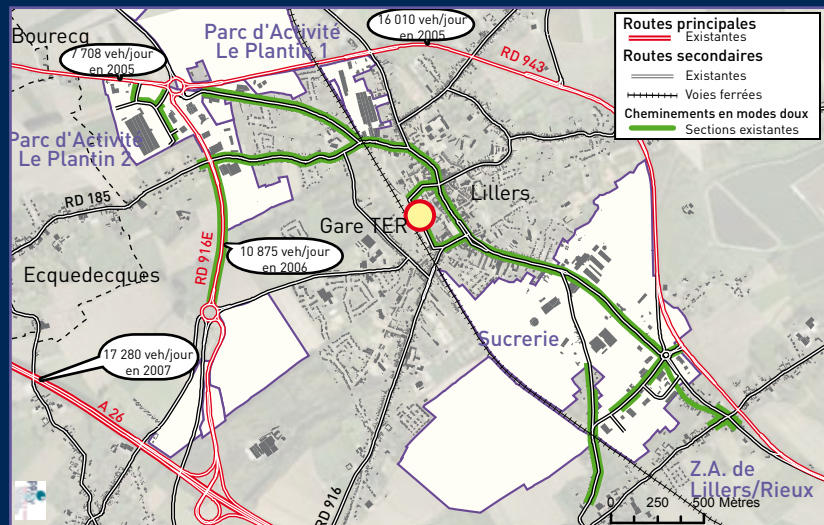 Bourecq
Parc d'Activité
Le Plantin 1
16 010 veh/jour
en 2005
7 708 veh/jour
en 2005
RD 943
Routes principales
Existantes
Routes secondaires
Existantes
Voies ferrées
Cheminements en modes doux
Sections existantes
Parc d'Activité
Le Plantin 2
RD 185
Lillers
Gare TER
RD 916E
10 875 veh/jour
en 2006
Ecquedecques
17 280 veh/jour
en 2007
Sucrerie
A 26
RD 916
Z.A. de
Lillers/Rieux
0 250 500 Mètres